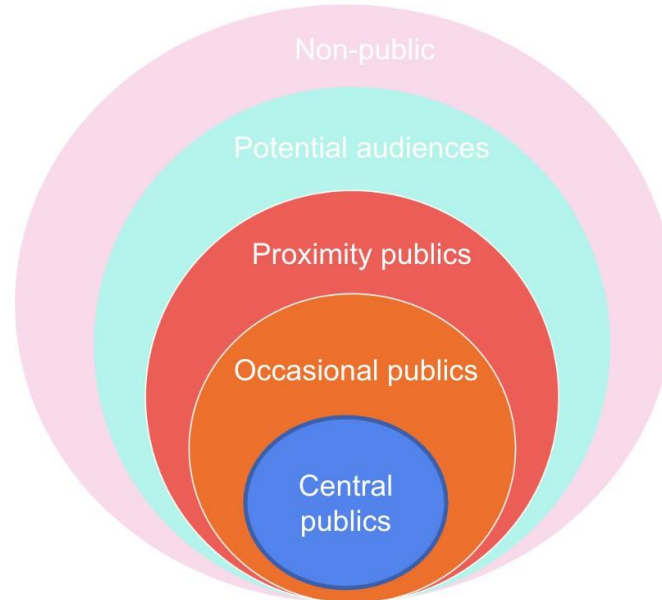 Non-public
Potential audiences
Proximity publics
Occasional publics
Central
publics